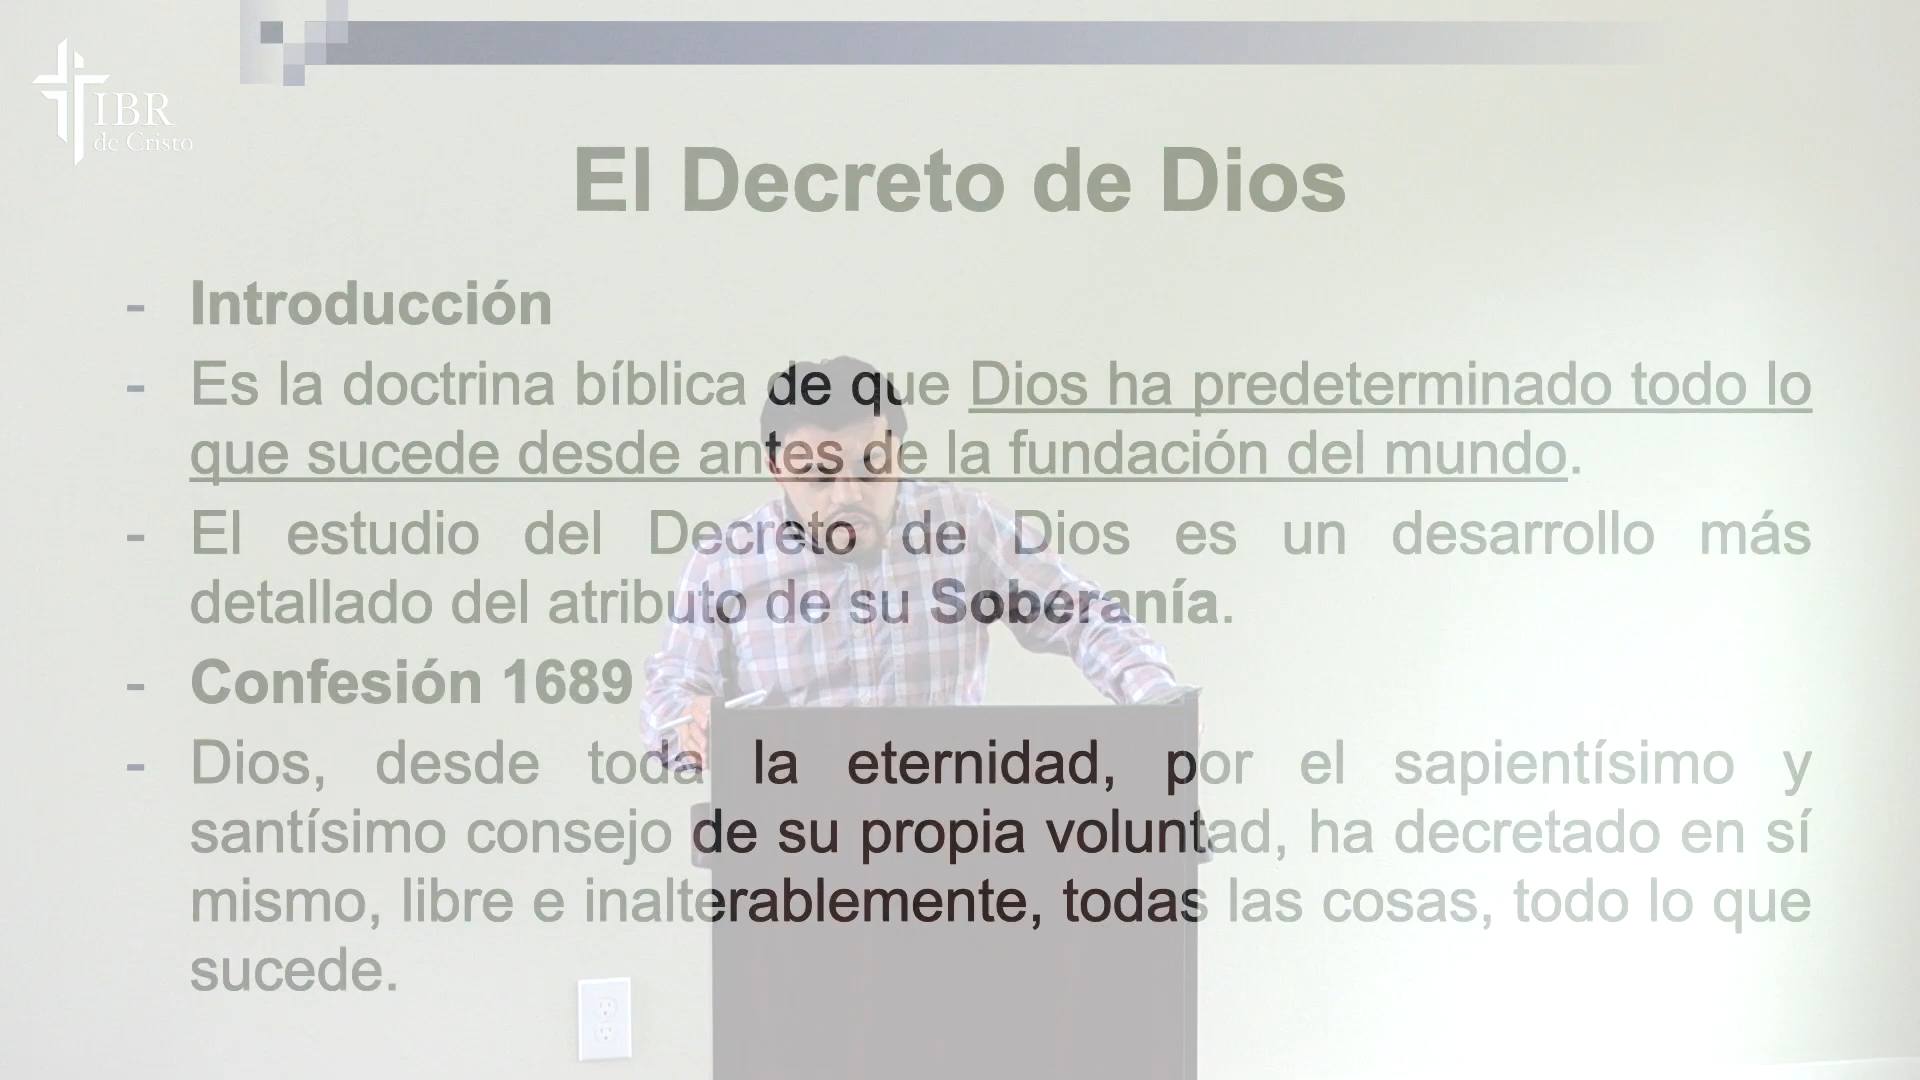 IBR
de Cristo
El Decreto de Dios
- Introducción
- Es la doctrina bíblica de que Dios ha predeterminado todo lo
que sucede desde antes de la fundación del mundo.
- El estudio del Decreto de Dios es un desarrollo más
detallado del atributo de su Soberanía.
- Confesión 1689
- Dios, desde toda la eternidad, por el sapientísimo y
santísimo consejo de su propia voluntad, ha decretado en sí
mismo, libre e inalterablemente, todas las cosas, todo lo que
sucede.